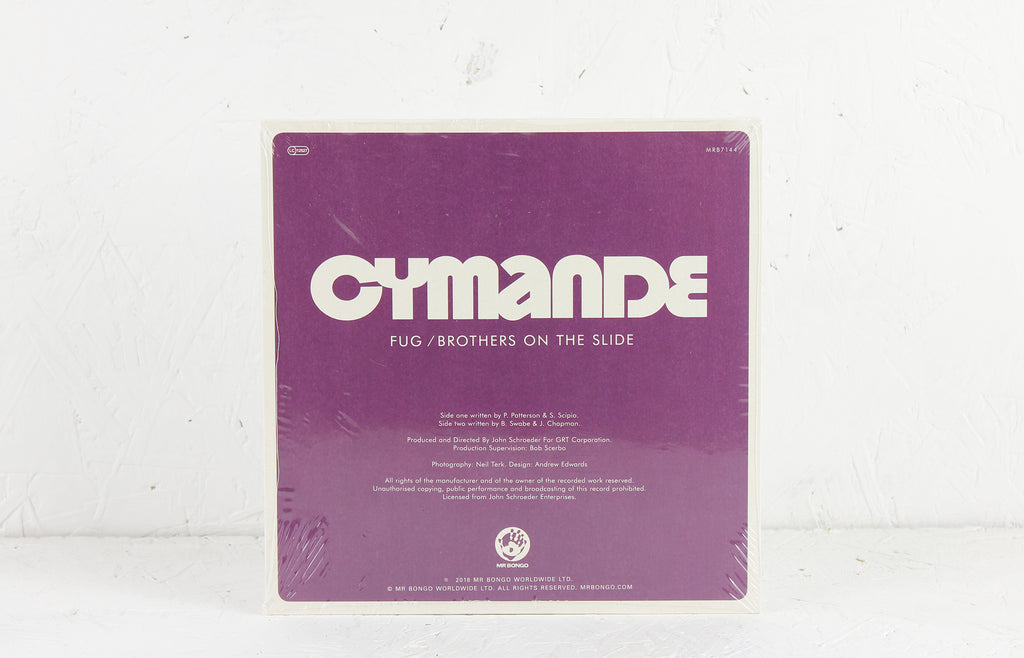 LC 12527
MRB7144
CYMANDE
FUG / BROTHERS ON THE SLIDE
Side one written by P. Patterson & S. Scipio.
Side two written by B. Swabe & J. Chapman.
Produced and Directed By John Schroeder For GRT Corporation.
Production Supervision: Bob Scerbo
Photography: Neil Terk. Design: Andrew Edwards
All rights of the manufacturer and of the owner of the recorded work reserved.
Unauthorised copying, public performance and broadcasting of this record prohibited.
Licensed from John Schroeder Enterprises.
MR BONGO
℗ 2018 MR BONGO WORLDWIDE LTD.
© MR BONGO WORLDWIDE LTD. ALL RIGHTS RESERVED. MRBONGO.COM